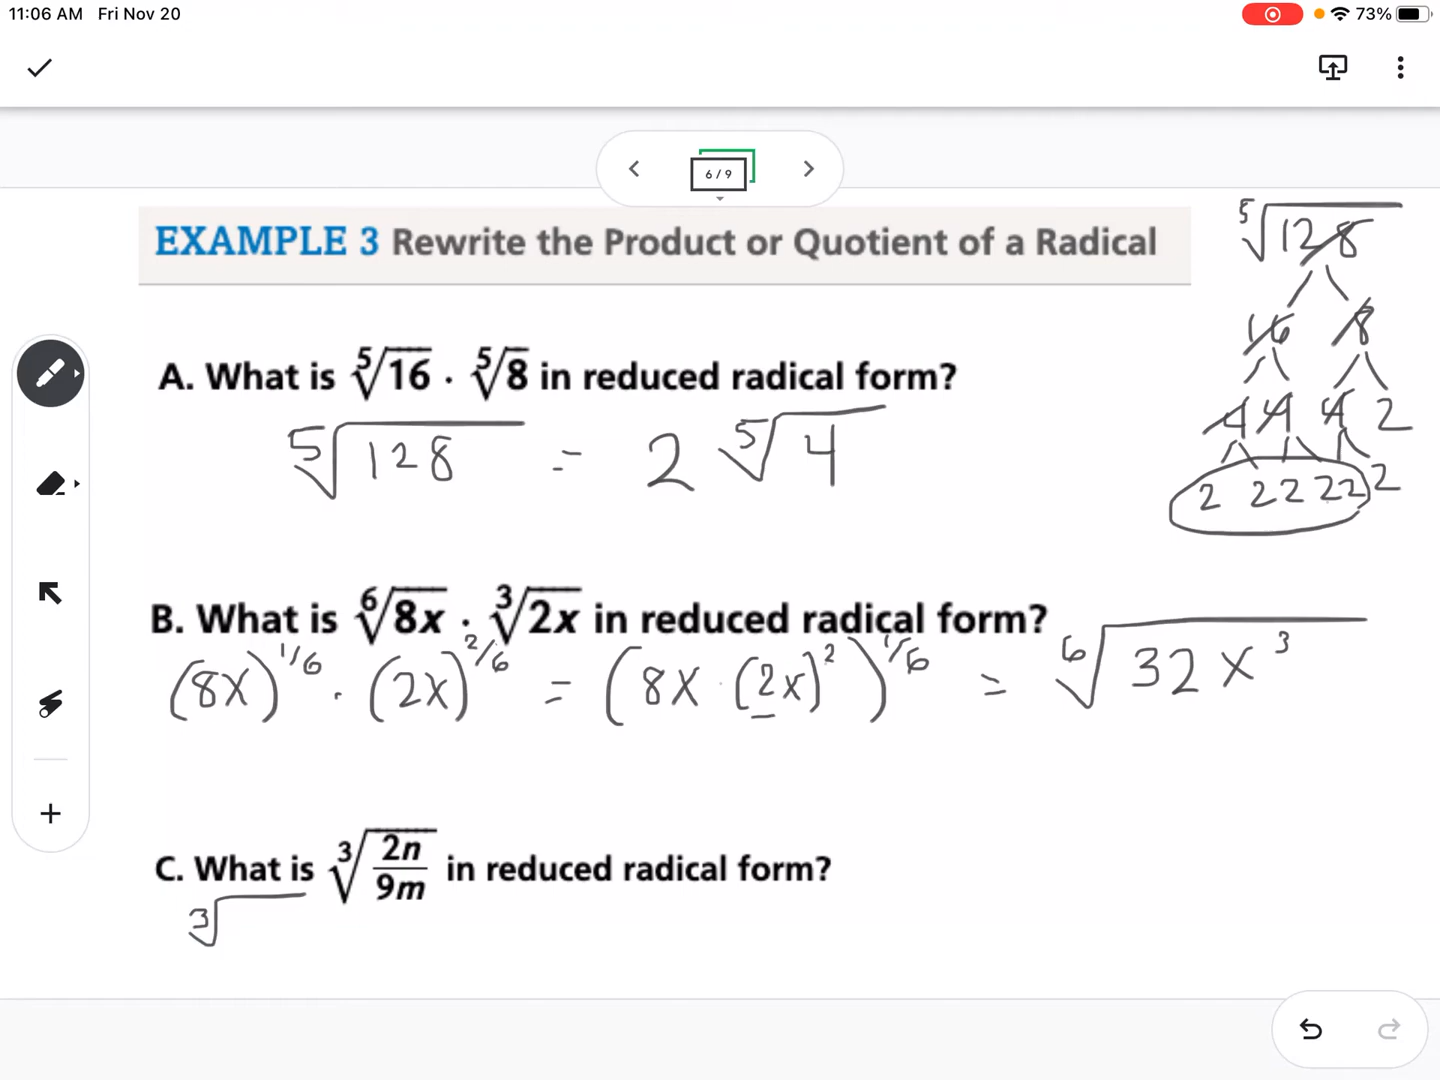 11:06 AM Fri Nov 20
73%
6 / 9
EXAMPLE 3 Rewrite the Product or Quotient of a Radical
⁵√128
16 8
4 4 4 2
2 22 22 2
A. What is ⁵√16 · ⁵√8 in reduced radical form?
⁵√128 = 2 ⁵√4
B. What is ⁶√8x · ³√2x in reduced radical form?
(8x)^1/6 · (2x)^2/6 = (8x · (2x)²)^1/6 = ⁶√32x³
C. What is ³√(2n/9m) in reduced radical form?
³√